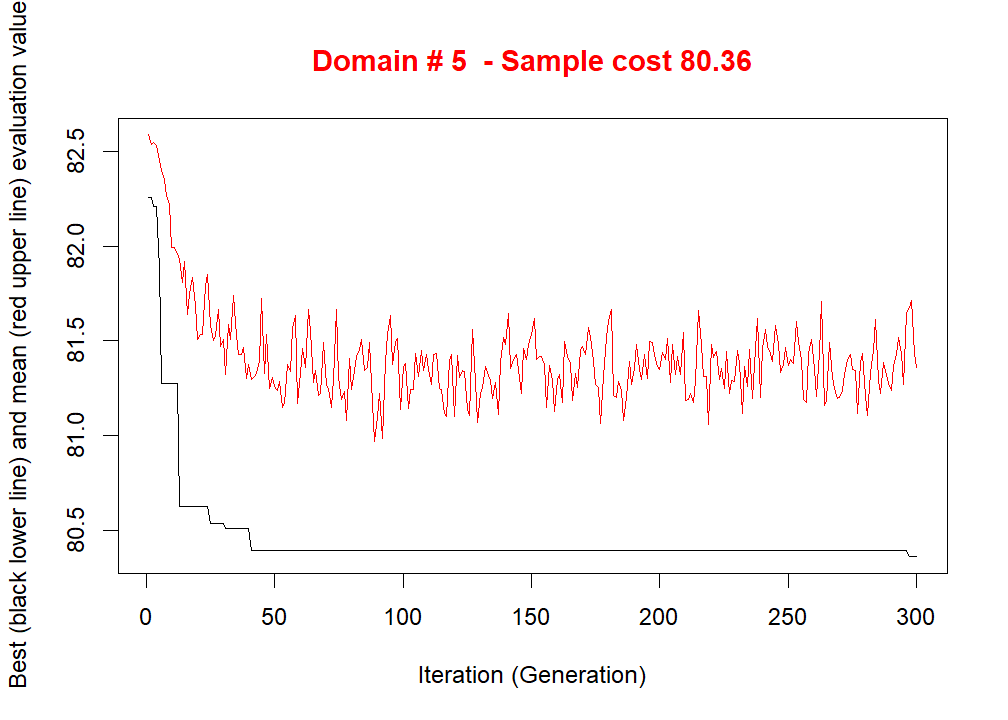 Domain # 5  - Sample cost 80.36
Best (black lower line) and mean (red upper line) evaluation value
82.5
82.0
81.5
81.0
80.5
0 50 100 150 200 250 300
Iteration (Generation)